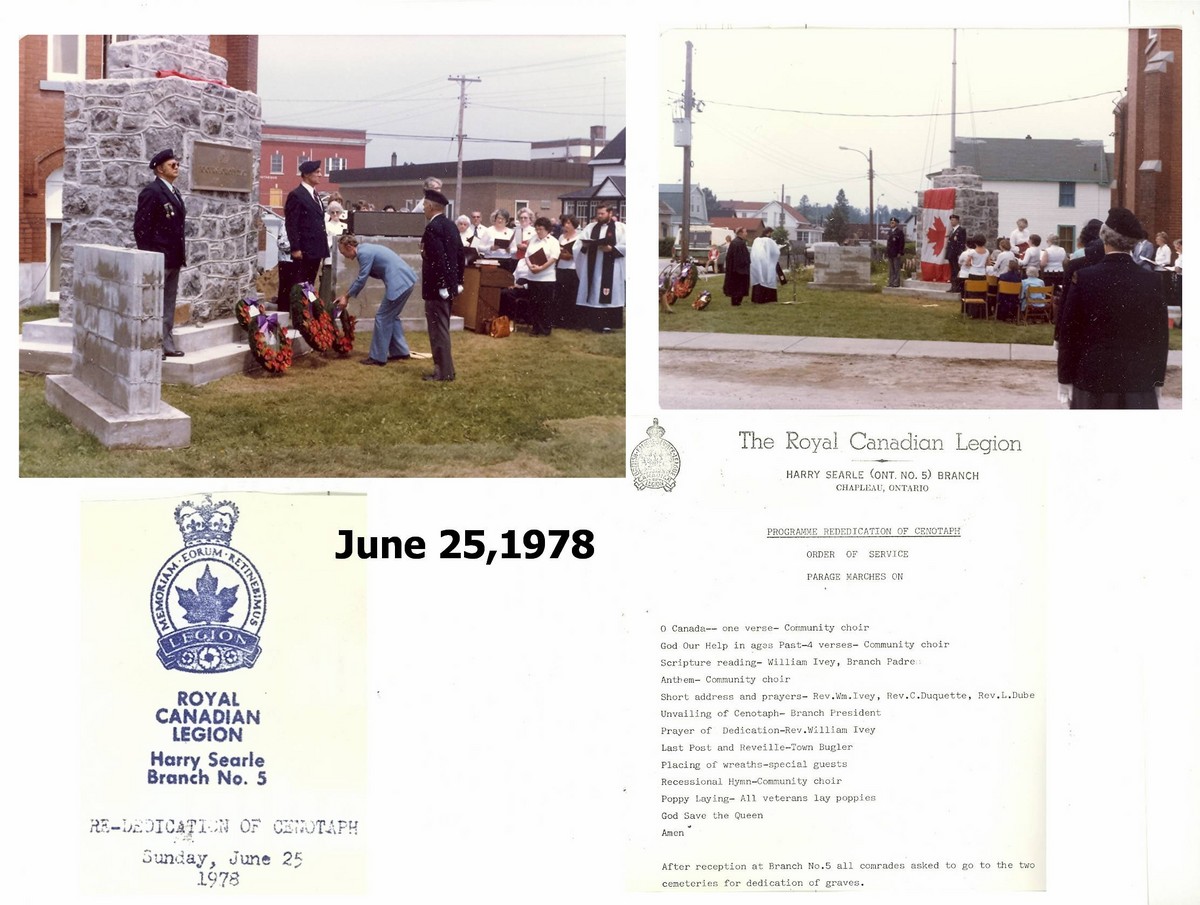 The Royal Canadian Legion
HARRY SEARLE (ONT. NO. 5) BRANCH
CHAPLEAU, ONTARIO
PROGRAMME REDEDICATION OF CENOTAPH
ORDER OF SERVICE
PARAGE MARCHES ON
O Canada-- one verse- Community choir
God Our Help in ages Past-4 verses- Community choir
Scripture reading- William Ivey, Branch Padre
Anthem- Community choir
Short address and prayers- Rev.Wm.Ivey, Rev.C.Duquette, Rev.L.Dube
Unvailing of Cenotaph- Branch President
Prayer of Dedication-Rev.William Ivey
Last Post and Reveille-Town Bugler
Placing of wreaths-special guests
Recessional Hymn-Community choir
Poppy Laying- All veterans lay poppies
God Save the Queen
Amen
After reception at Branch No.5 all comrades asked to go to the two
cemeteries for dedication of graves.
June 25,1978
MEMORIAM·EORUM·RETINEBIMUS
LEGION
ROYAL
CANADIAN
LEGION
Harry Searle
Branch No. 5
RE-DEDICATION OF CENOTAPH
Sunday, June 25
1978